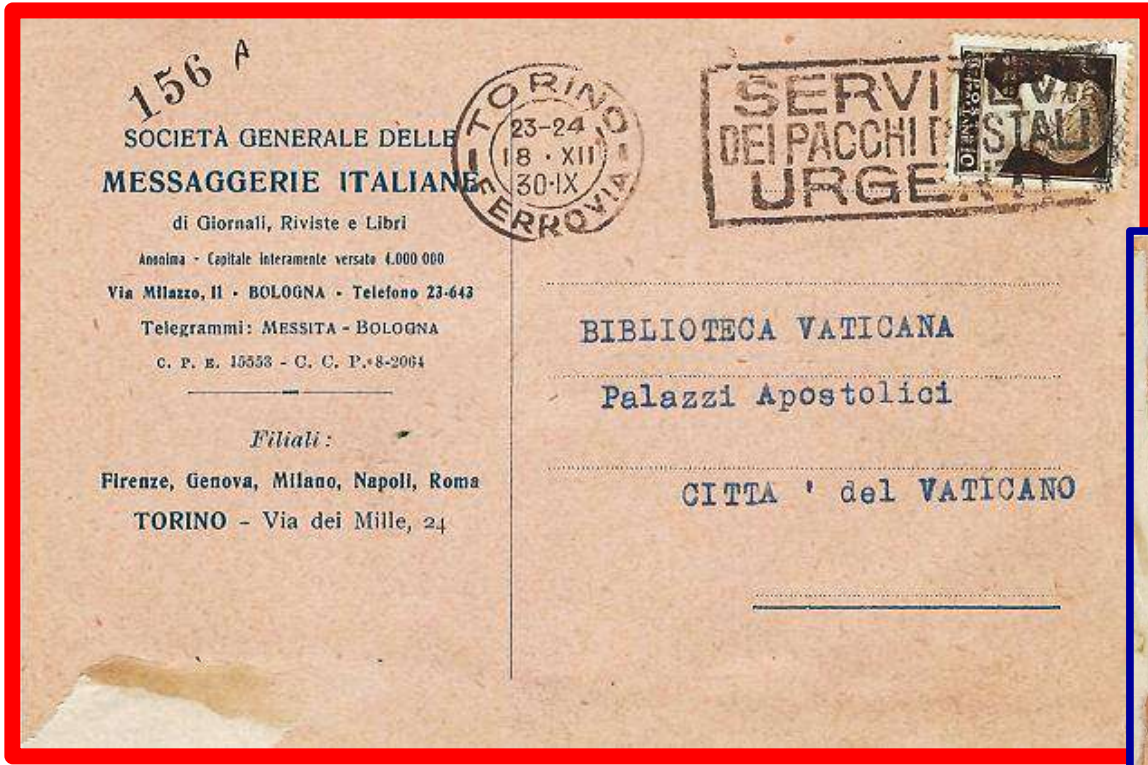 156 A
SOCIETÀ GENERALE DELLE
MESSAGGERIE ITALIANE
di Giornali, Riviste e Libri
Anonima - Capitale interamente versato 4.000 000
Via Milazzo, 11 - BOLOGNA - Telefono 23-643
Telegrammi: MESSITA - BOLOGNA
C. P. E. 15553 - C. C. P. 8-2064
Filiali:
Firenze, Genova, Milano, Napoli, Roma
TORINO - Via dei Mille, 24
TORINO
23-24
18 · XII
30·IX
FERROVIA
SERVI
DEI PACCHI POSTALI
URGENTI
BIBLIOTECA VATICANA
Palazzi Apostolici
CITTA ' del VATICANO